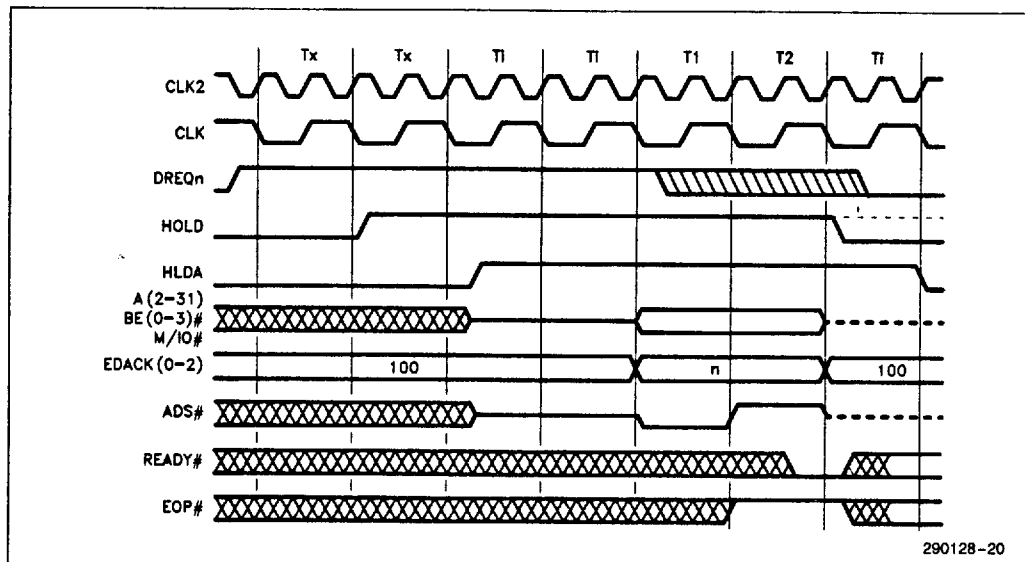 Tx Tx Ti Ti T1 T2 Ti
CLK2
CLK
DREQn
HOLD
HLDA
A(2-31)
BE(0-3)#
M/IO#
EDACK(0-2) 100 n 100
ADS#
READY#
EOP#
290128-20